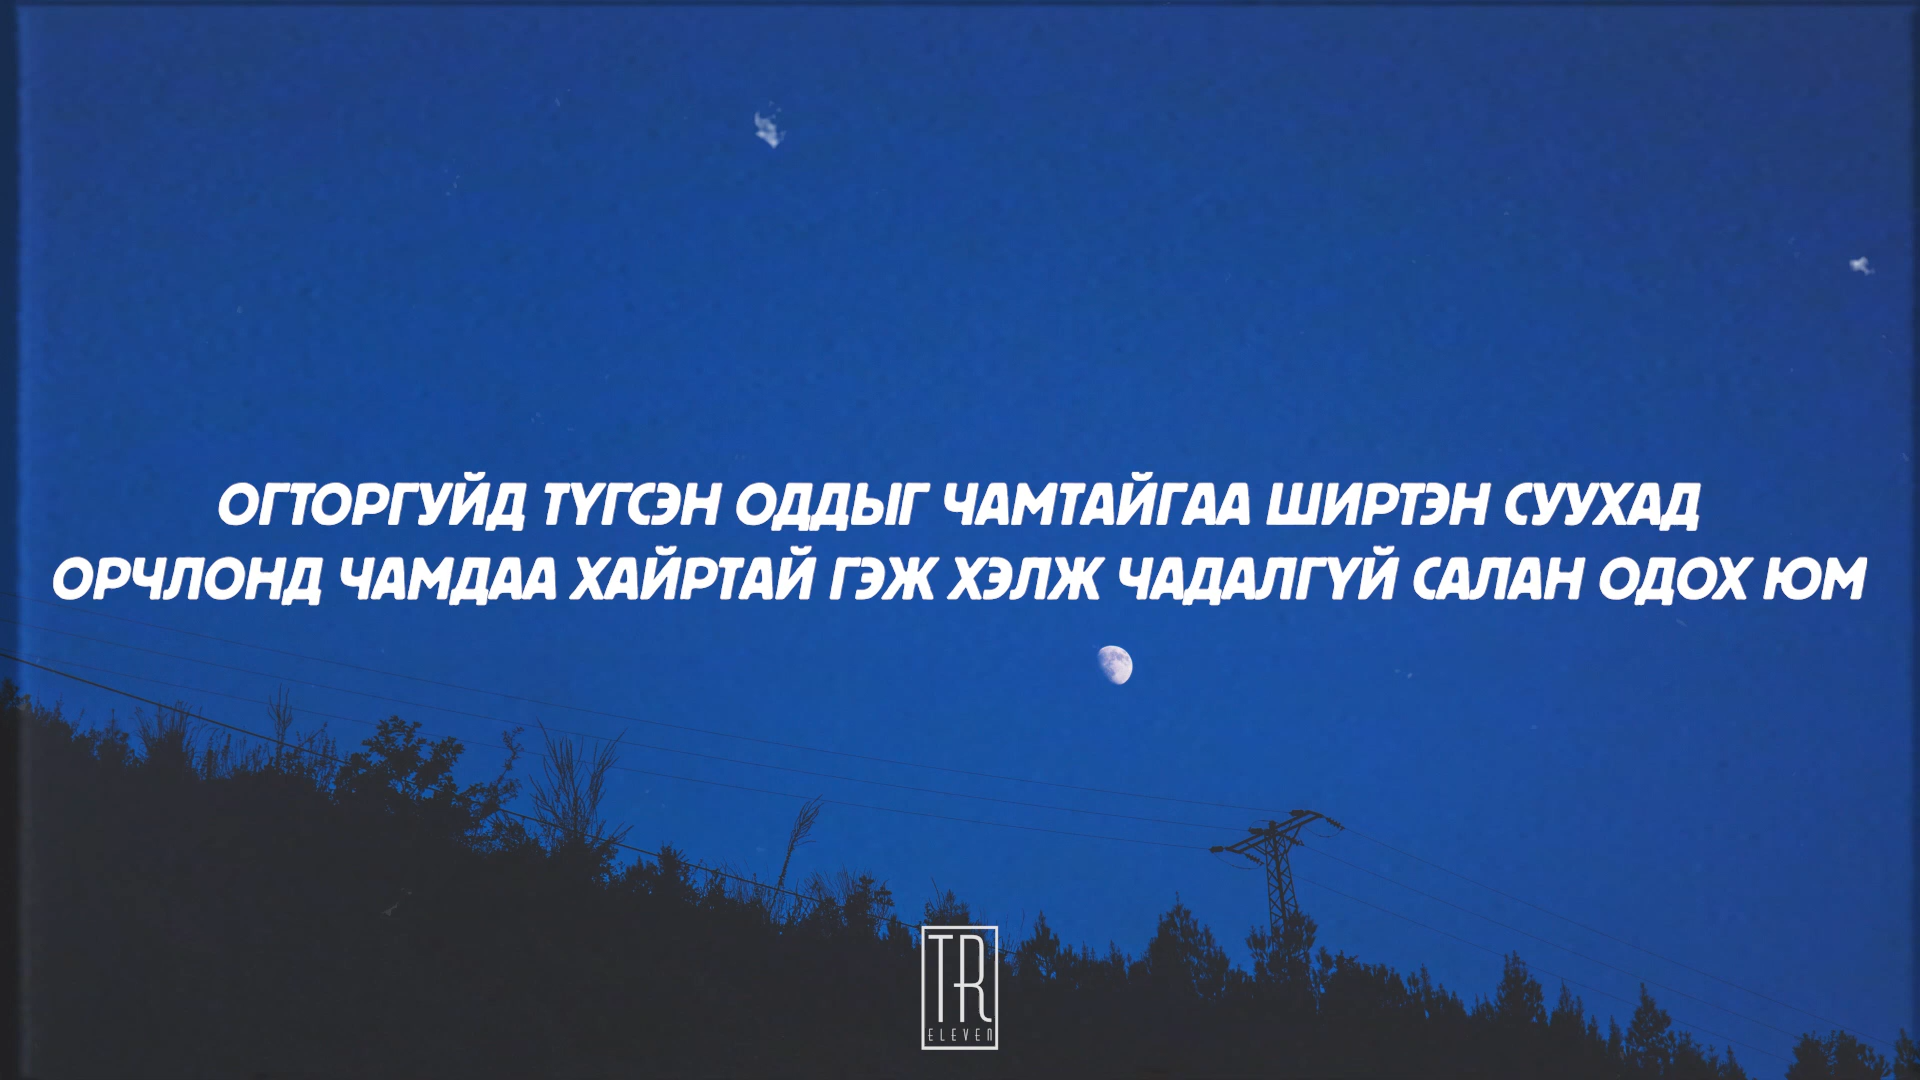 ОГТОРГУЙД ТҮГСЭН ОДДЫГ ЧАМТАЙГАА ШИРТЭН СУУХАД
ОРЧЛОНД ЧАМДАА ХАЙРТАЙ ГЭЖ ХЭЛЖ ЧАДАЛГҮЙ САЛАН ОДОХ ЮМ
TR
ELEVEN